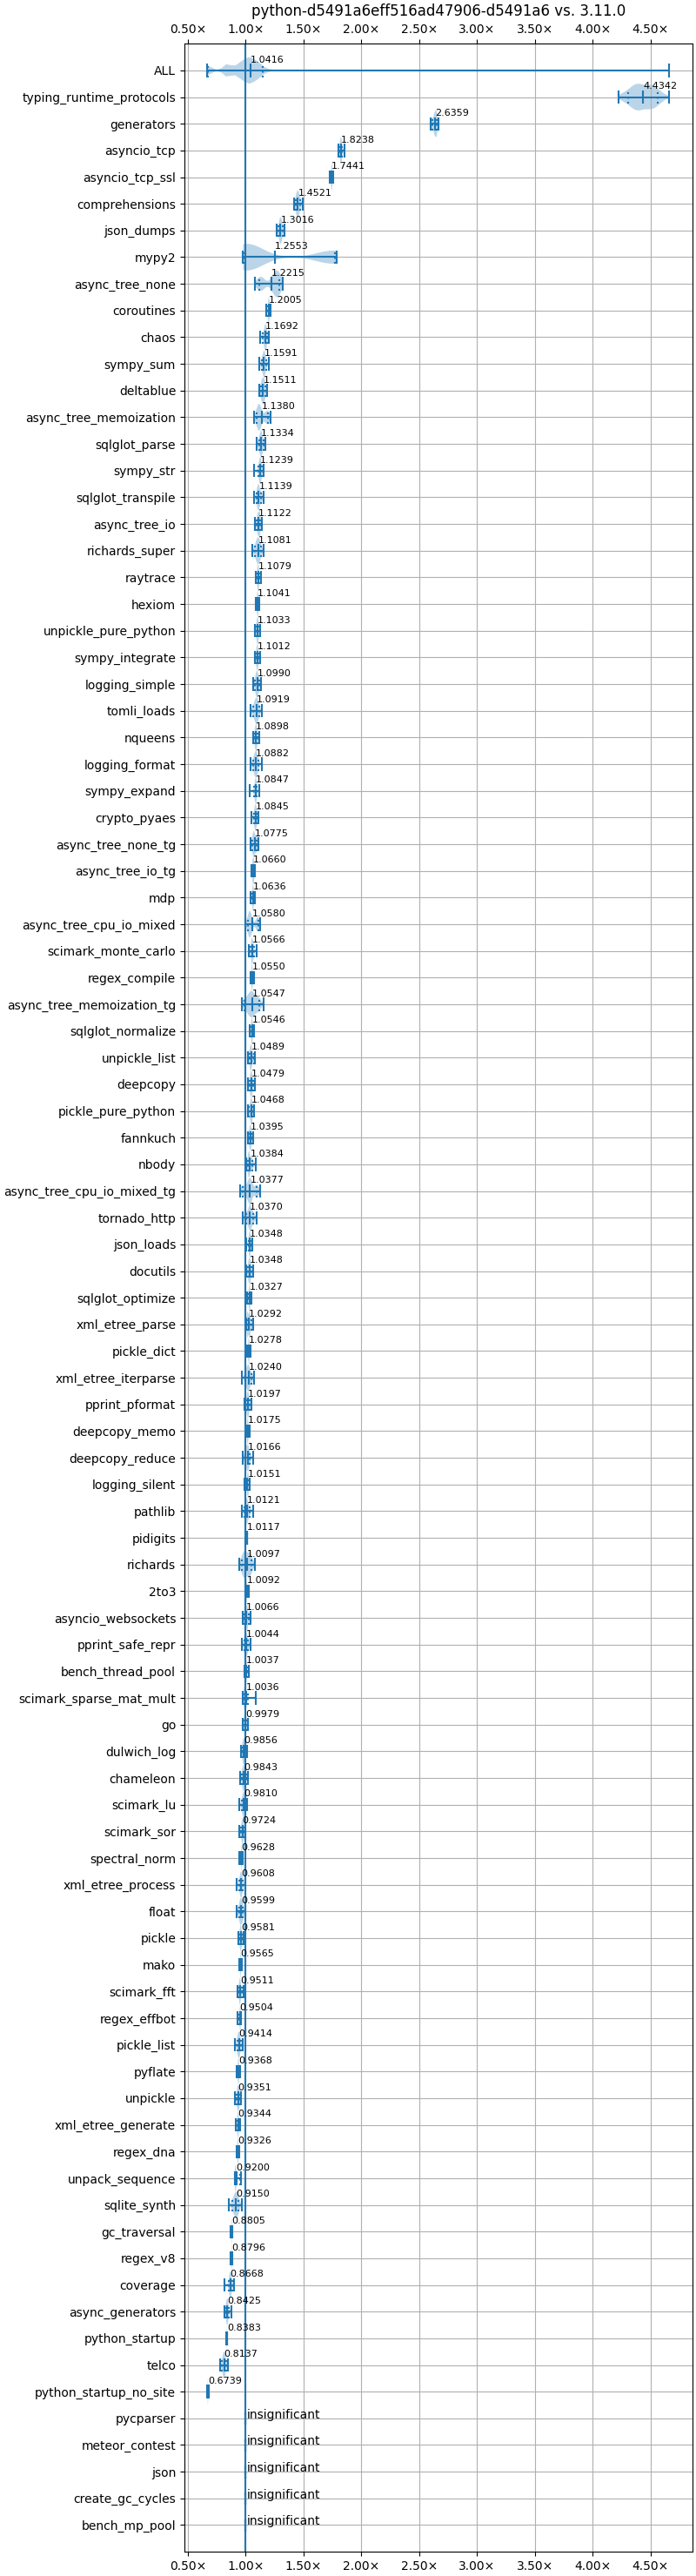 python-d5491a6eff516ad47906-d5491a6 vs. 3.11.0
0.50× 1.00× 1.50× 2.00× 2.50× 3.00× 3.50× 4.00× 4.50×
ALL 1.0416
typing_runtime_protocols 4.4342
generators 2.6359
asyncio_tcp 1.8238
asyncio_tcp_ssl 1.7441
comprehensions 1.4521
json_dumps 1.3016
mypy2 1.2553
async_tree_none 1.2215
coroutines 1.2005
chaos 1.1692
sympy_sum 1.1591
deltablue 1.1511
async_tree_memoization 1.1380
sqlglot_parse 1.1334
sympy_str 1.1239
sqlglot_transpile 1.1139
async_tree_io 1.1122
richards_super 1.1081
raytrace 1.1079
hexiom 1.1041
unpickle_pure_python 1.1033
sympy_integrate 1.1012
logging_simple 1.0990
tomli_loads 1.0919
nqueens 1.0898
logging_format 1.0882
sympy_expand 1.0847
crypto_pyaes 1.0845
async_tree_none_tg 1.0775
async_tree_io_tg 1.0660
mdp 1.0636
async_tree_cpu_io_mixed 1.0580
scimark_monte_carlo 1.0566
regex_compile 1.0550
async_tree_memoization_tg 1.0547
sqlglot_normalize 1.0546
unpickle_list 1.0489
deepcopy 1.0479
pickle_pure_python 1.0468
fannkuch 1.0395
nbody 1.0384
async_tree_cpu_io_mixed_tg 1.0377
tornado_http 1.0370
json_loads 1.0348
docutils 1.0348
sqlglot_optimize 1.0327
xml_etree_parse 1.0292
pickle_dict 1.0278
xml_etree_iterparse 1.0240
pprint_pformat 1.0197
deepcopy_memo 1.0175
deepcopy_reduce 1.0166
logging_silent 1.0151
pathlib 1.0121
pidigits 1.0117
richards 1.0097
2to3 1.0092
asyncio_websockets 1.0066
pprint_safe_repr 1.0044
bench_thread_pool 1.0037
scimark_sparse_mat_mult 1.0036
go 0.9979
dulwich_log 0.9856
chameleon 0.9843
scimark_lu 0.9810
scimark_sor 0.9724
spectral_norm 0.9628
xml_etree_process 0.9608
float 0.9599
pickle 0.9581
mako 0.9565
scimark_fft 0.9511
regex_effbot 0.9504
pickle_list 0.9414
pyflate 0.9368
unpickle 0.9351
xml_etree_generate 0.9344
regex_dna 0.9326
unpack_sequence 0.9200
sqlite_synth 0.9150
gc_traversal 0.8805
regex_v8 0.8796
coverage 0.8668
async_generators 0.8425
python_startup 0.8383
telco 0.8137
python_startup_no_site 0.6739
pycparser insignificant
meteor_contest insignificant
json insignificant
create_gc_cycles insignificant
bench_mp_pool insignificant
0.50× 1.00× 1.50× 2.00× 2.50× 3.00× 3.50× 4.00× 4.50×